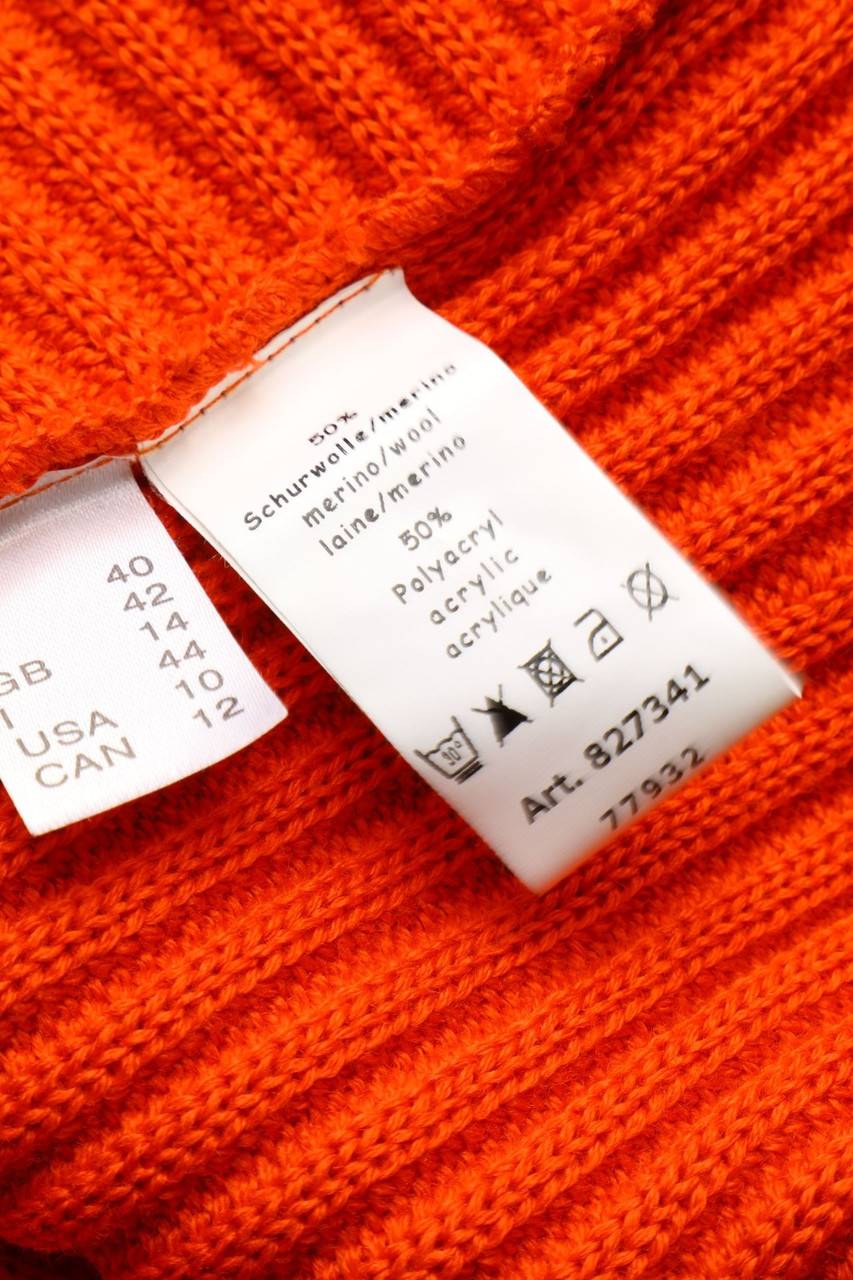 40
42
GB 14
I 44
USA 10
CAN 12
50%
Schurwolle/merino
merino/wool
laine/merino
50%
Polyacryl
acrylic
acrylique
Art. 827341
77932